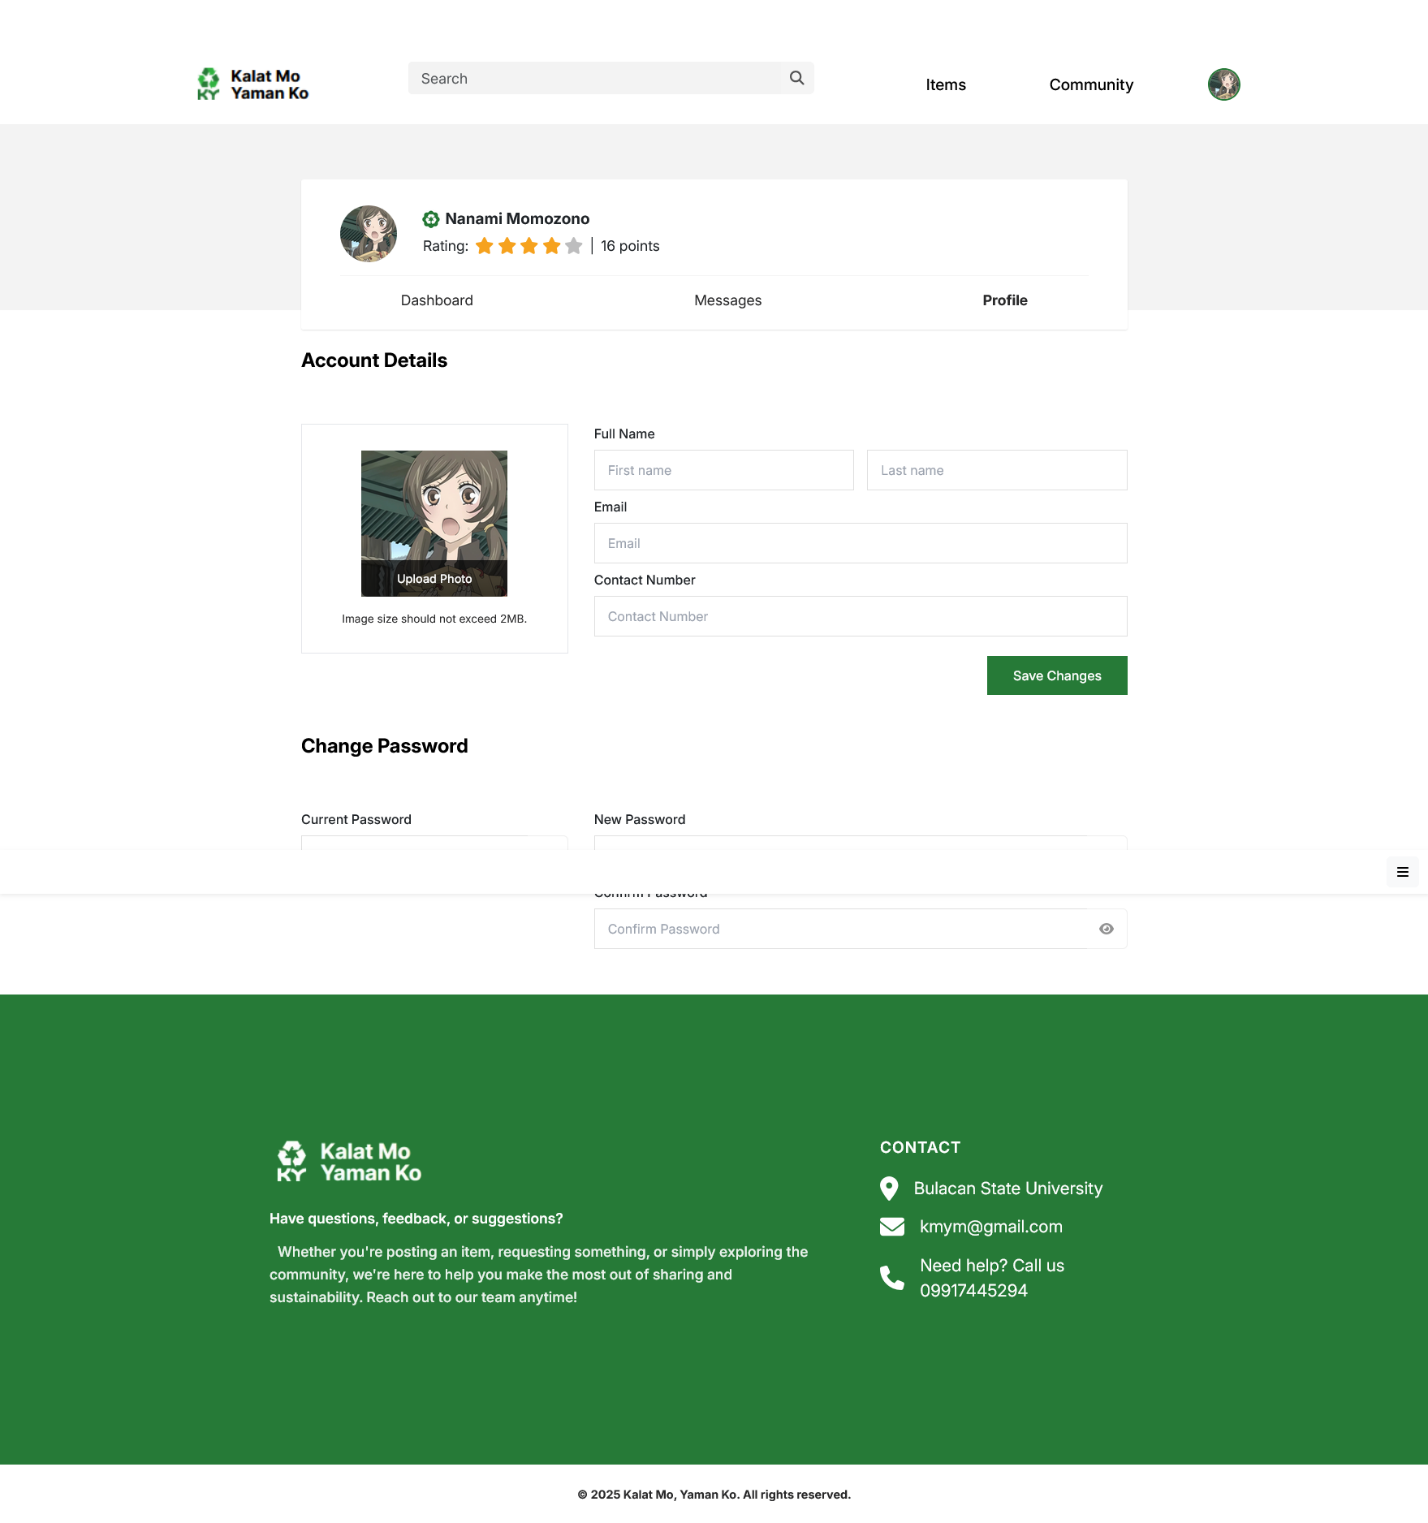 Kalat Mo
Yaman Ko
KY
Search
Items
Community
Nanami Momozono
Rating: | 16 points
Dashboard
Messages
Profile
Account Details
Upload Photo
Image size should not exceed 2MB.
Full Name
First name
Last name
Email
Email
Contact Number
Contact Number
Save Changes
Change Password
Current Password
New Password
Confirm Password
Confirm Password
Kalat Mo
Yaman Ko
KY
Have questions, feedback, or suggestions?
Whether you're posting an item, requesting something, or simply exploring the
community, we're here to help you make the most out of sharing and
sustainability. Reach out to our team anytime!
CONTACT
Bulacan State University
kmym@gmail.com
Need help? Call us
09917445294
© 2025 Kalat Mo, Yaman Ko. All rights reserved.